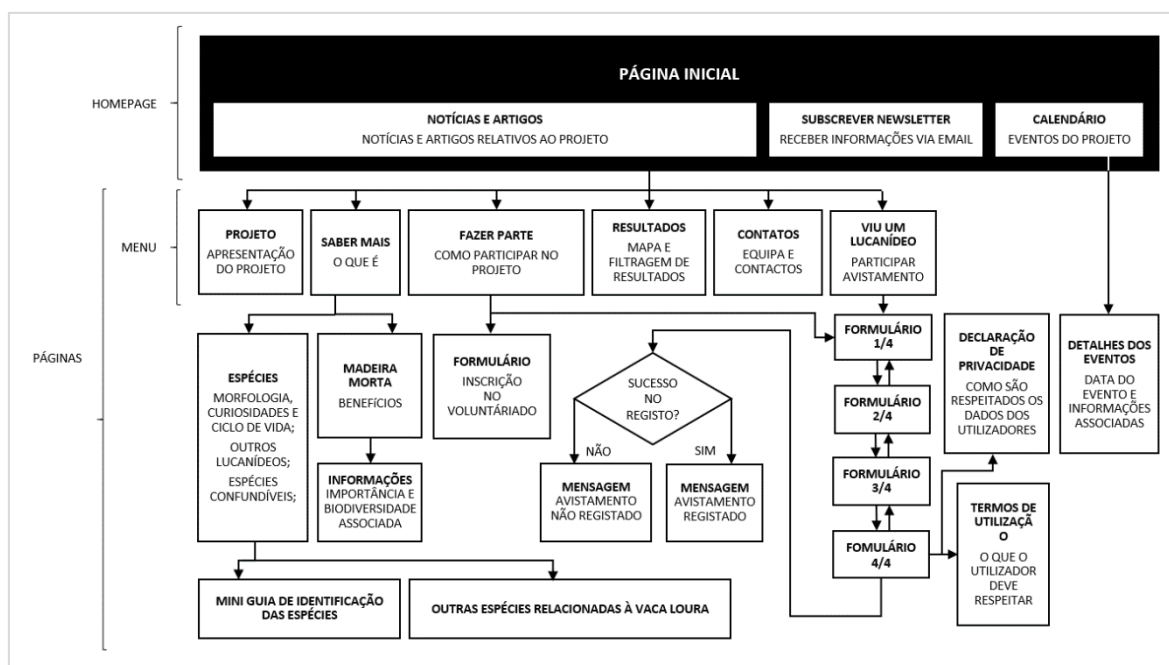 PÁGINA INICIAL
HOMEPAGE
NOTÍCIAS E ARTIGOS
NOTÍCIAS E ARTIGOS RELATIVOS AO PROJETO
SUBSCREVER NEWSLETTER
RECEBER INFORMAÇÕES VIA EMAIL
CALENDÁRIO
EVENTOS DO PROJETO
PÁGINAS
MENU
PROJETO
APRESENTAÇÃO
DO PROJETO
SABER MAIS
O QUE É
FAZER PARTE
COMO PARTICIPAR NO
PROJETO
RESULTADOS
MAPA E
FILTRAGEM DE
RESULTADOS
CONTATOS
EQUIPA E
CONTACTOS
VIU UM
LUCANÍDEO
PARTICIPAR
AVISTAMENTO
ESPÉCIES
MORFOLOGIA,
CURIOSIDADES E
CICLO DE VIDA;
OUTROS
LUCANÍDEOS;
ESPÉCIES
CONFUNDÍVEIS;
MADEIRA
MORTA
BENEFÍCIOS
FORMULÁRIO
INSCRIÇÃO
NO
VOLUNTÁRIADO
SUCESSO
NO
REGISTO?
NÃO
SIM
FORMULÁRIO
1/4
FORMULÁRIO
2/4
FORMULÁRIO
3/4
FOMULÁRIO
4/4
DECLARAÇÃO
DE
PRIVACIDADE
COMO SÃO
RESPEITADOS OS
DADOS DOS
UTILIZADORES
DETALHES DOS
EVENTOS
DATA DO
EVENTO E
INFORMAÇÕES
ASSOCIADAS
INFORMAÇÕES
IMPORTÂNCIA E
BIODIVERSIDADE
ASSOCIADA
MENSAGEM
AVISTAMENTO
NÃO REGISTADO
MENSAGEM
AVISTAMENTO
REGISTADO
TERMOS DE
UTILIZAÇÃ
O
O QUE O
UTILIZADOR
DEVE
RESPEITAR
MINI GUIA DE IDENTIFICAÇÃO
DAS ESPÉCIES
OUTRAS ESPÉCIES RELACIONADAS À VACA LOURA